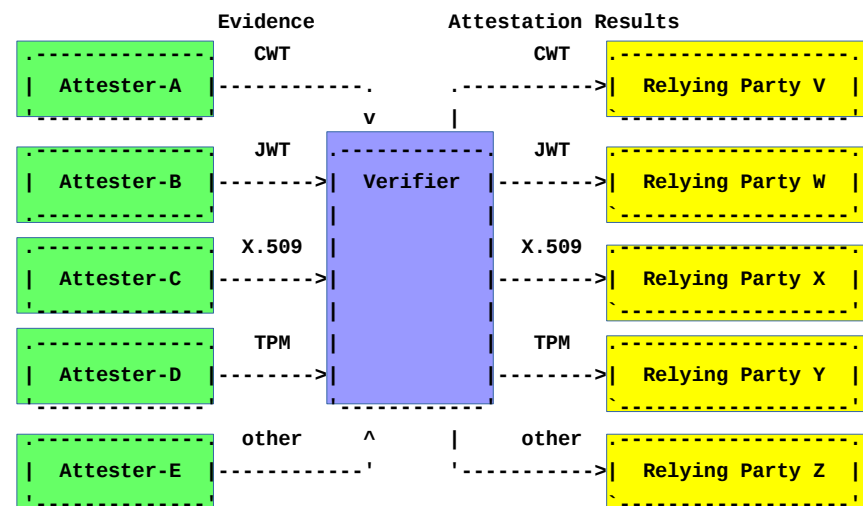 Evidence Attestation Results
CWT CWT
Attester-A Relying Party V
JWT JWT
Attester-B Verifier Relying Party W
X.509 X.509
Attester-C Relying Party X
TPM TPM
Attester-D Relying Party Y
other other
Attester-E Relying Party Z